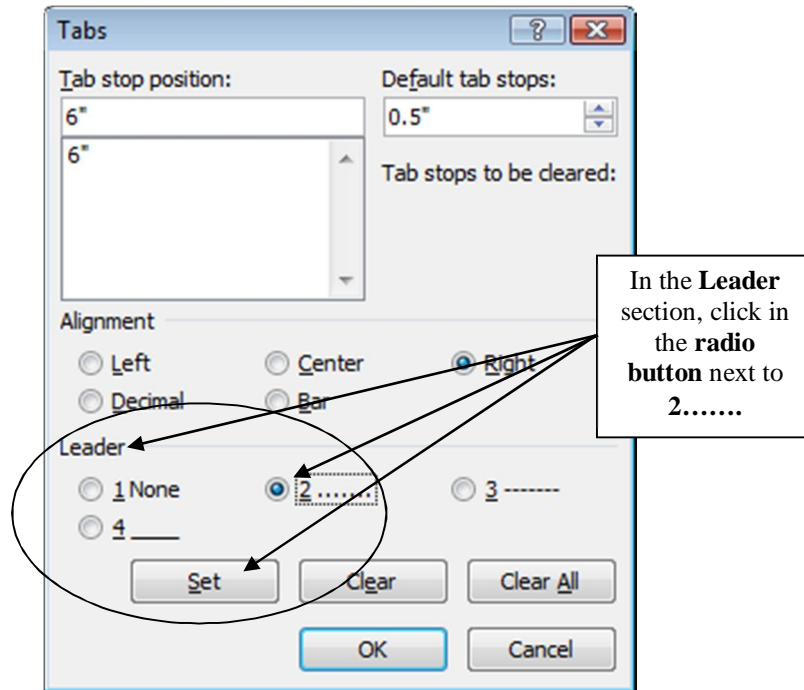 Tabs
Tab stop position:
Default tab stops:
6"
0.5"
6"
Tab stops to be cleared:
In the Leader
section, click in
the radio
button next to
2…….
Alignment
Left
Center
Right
Decimal
Bar
Leader
1 None
2 .......
3 -------
4 ____
Set
Clear
Clear All
OK
Cancel